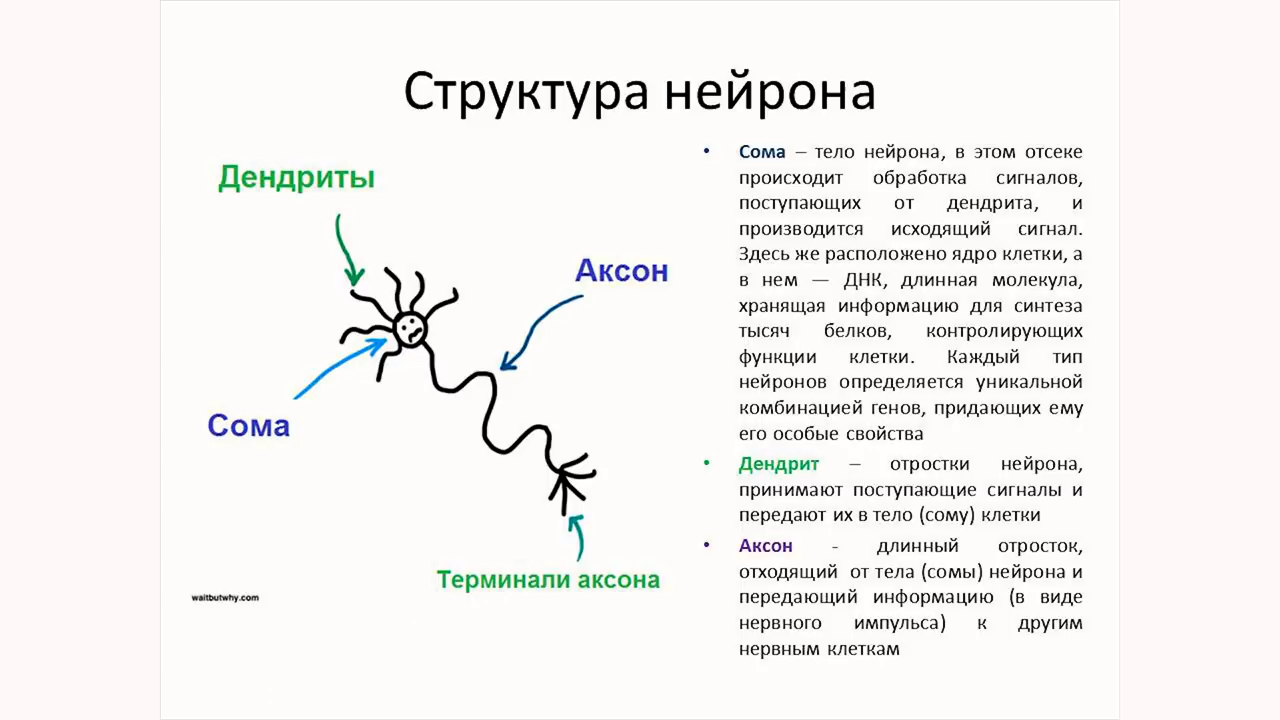 Структура нейрона
Дендриты
Аксон
Сома
Терминали аксона
waitbutwhy.com
• Сома – тело нейрона, в этом отсеке
происходит обработка сигналов,
поступающих от дендрита, и
производится исходящий сигнал.
Здесь же расположено ядро клетки, а
в нем — ДНК, длинная молекула,
хранящая информацию для синтеза
тысяч белков, контролирующих
функции клетки. Каждый тип
нейронов определяется уникальной
комбинацией генов, придающих ему
его особые свойства
• Дендрит – отростки нейрона,
принимают поступающие сигналы и
передают их в тело (сому) клетки
• Аксон - длинный отросток,
отходящий от тела (сомы) нейрона и
передающий информацию (в виде
нервного импульса) к другим
нервным клеткам